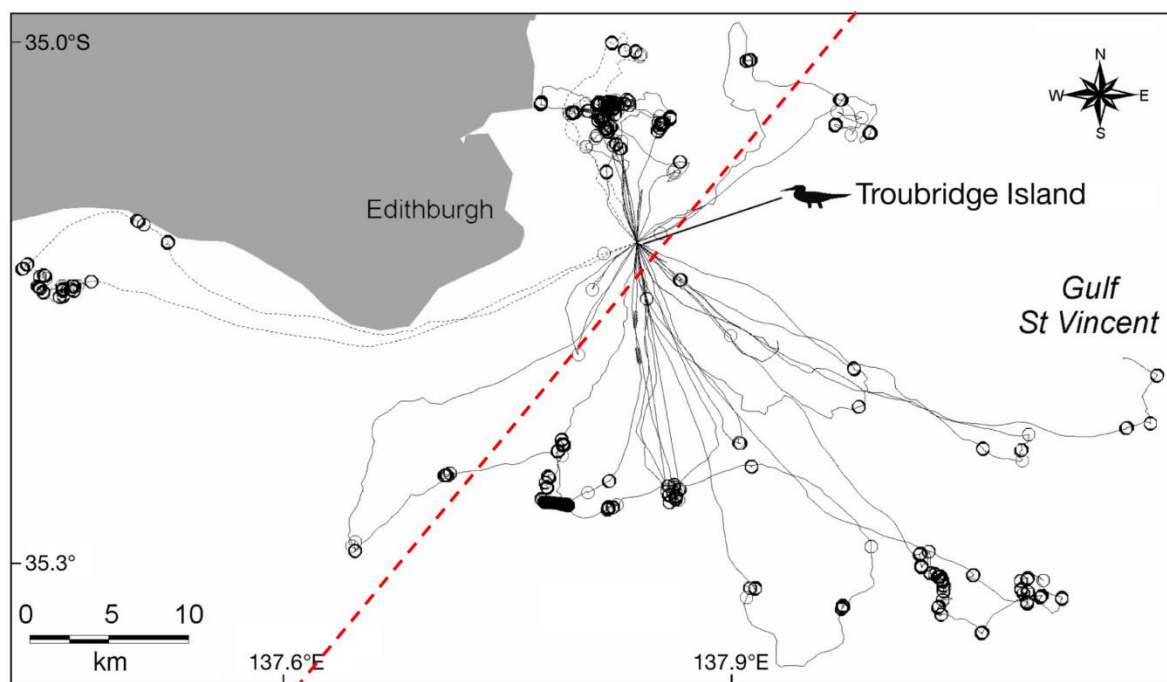 35.0°S
N
W E
S
Edithburgh
Troubridge Island
Gulf
St Vincent
35.3°
0 5 10
km
137.6°E
137.9°E